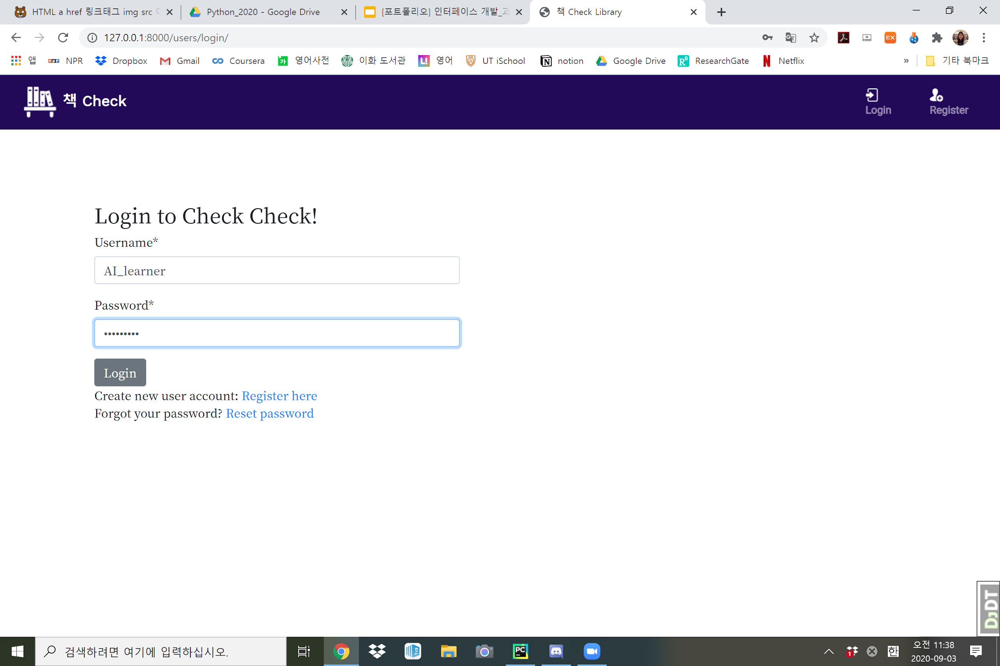 HTML a href 링크태그 img src
Python_2020 - Google Drive
[포트폴리오] 인터페이스 개발_과
책 Check Library
127.0.0.1:8000/users/login/
앱
NPR
Dropbox
Gmail
Coursera
영어사전
이화 도서관
영어
UT iSchool
notion
Google Drive
ResearchGate
Netflix
»
기타 북마크
책 Check
Login
Register
Login to Check Check!
Username*
AI_learner
Password*
•••••••••
Login
Create new user account: Register here
Forgot your password? Reset password
DjDT
검색하려면 여기에 입력하십시오.
한
오전 11:38
2020-09-03